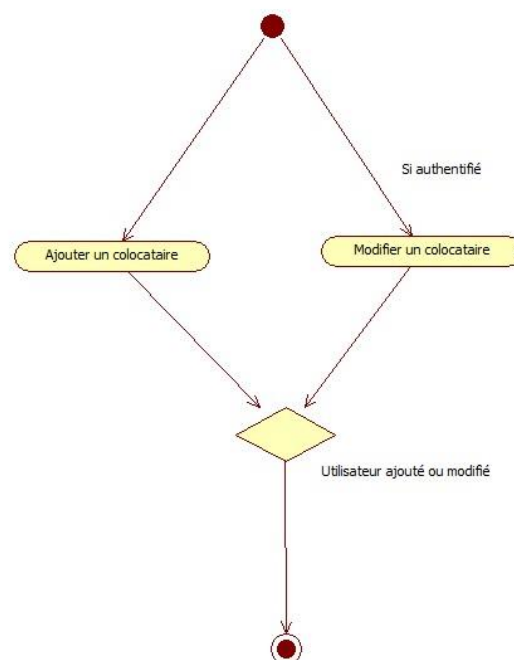 Si authentifié
Ajouter un colocataire
Modifier un colocataire
Utilisateur ajouté ou modifié